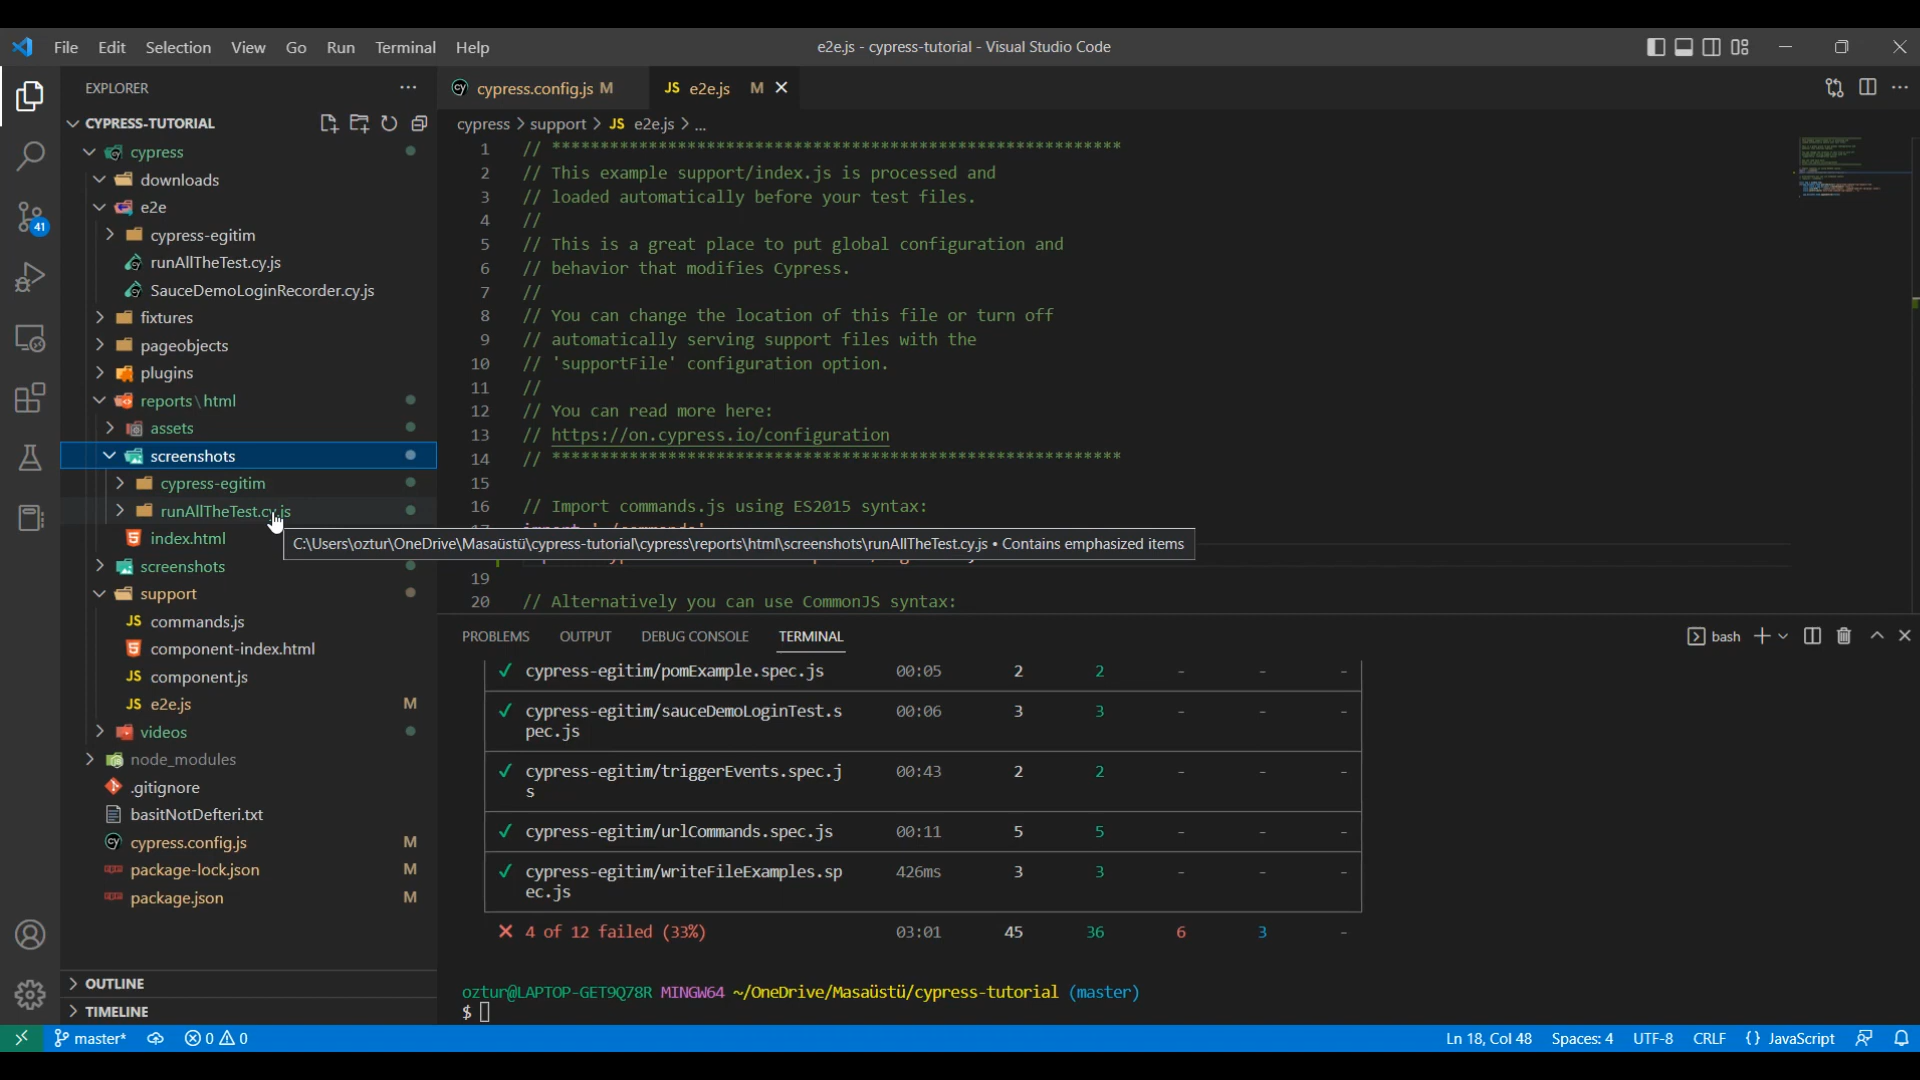 File Edit Selection View Go Run Terminal Help
e2e.js - cypress-tutorial - Visual Studio Code
EXPLORER
CYPRESS-TUTORIAL
cypress
downloads
e2e
cypress-egitim
runAllTheTest.cy.js
SauceDemoLoginRecorder.cy.js
fixtures
pageobjects
plugins
reports\html
assets
screenshots
cypress-egitim
runAllTheTest.cy.js
index.html
screenshots
support
commands.js
component-index.html
component.js
e2e.js M
videos
node_modules
.gitignore
basitNotDefteri.txt
cypress.config.js M
package-lock.json M
package.json M
OUTLINE
TIMELINE
41
cypress.config.js M
JS e2e.js M
cypress > support > JS e2e.js > ...
1 // ***********************************************************
2 // This example support/index.js is processed and
3 // loaded automatically before your test files.
4 //
5 // This is a great place to put global configuration and
6 // behavior that modifies Cypress.
7 //
8 // You can change the location of this file or turn off
9 // automatically serving support files with the
10 // 'supportFile' configuration option.
11 //
12 // You can read more here:
13 // https://on.cypress.io/configuration
14 // ***********************************************************
15
16 // Import commands.js using ES2015 syntax:
C:\Users\oztur\OneDrive\Masaüstü\cypress-tutorial\cypress\reports\html\screenshots\runAllTheTest.cy.js • Contains emphasized items
19
20 // Alternatively you can use CommonJS syntax:
PROBLEMS OUTPUT DEBUG CONSOLE TERMINAL
bash
✓ cypress-egitim/pomExample.spec.js 00:05 2 2 - - -
✓ cypress-egitim/sauceDemoLoginTest.s 00:06 3 3 - - -
pec.js
✓ cypress-egitim/triggerEvents.spec.j 00:43 2 2 - - -
s
✓ cypress-egitim/urlCommands.spec.js 00:11 5 5 - - -
✓ cypress-egitim/writeFileExamples.sp 426ms 3 3 - - -
ec.js
✕ 4 of 12 failed (33%) 03:01 45 36 6 3 -
oztur@LAPTOP-GET9Q78R MINGW64 ~/OneDrive/Masaüstü/cypress-tutorial (master)
$
master* 0 0
Ln 18, Col 48 Spaces: 4 UTF-8 CRLF {} JavaScript